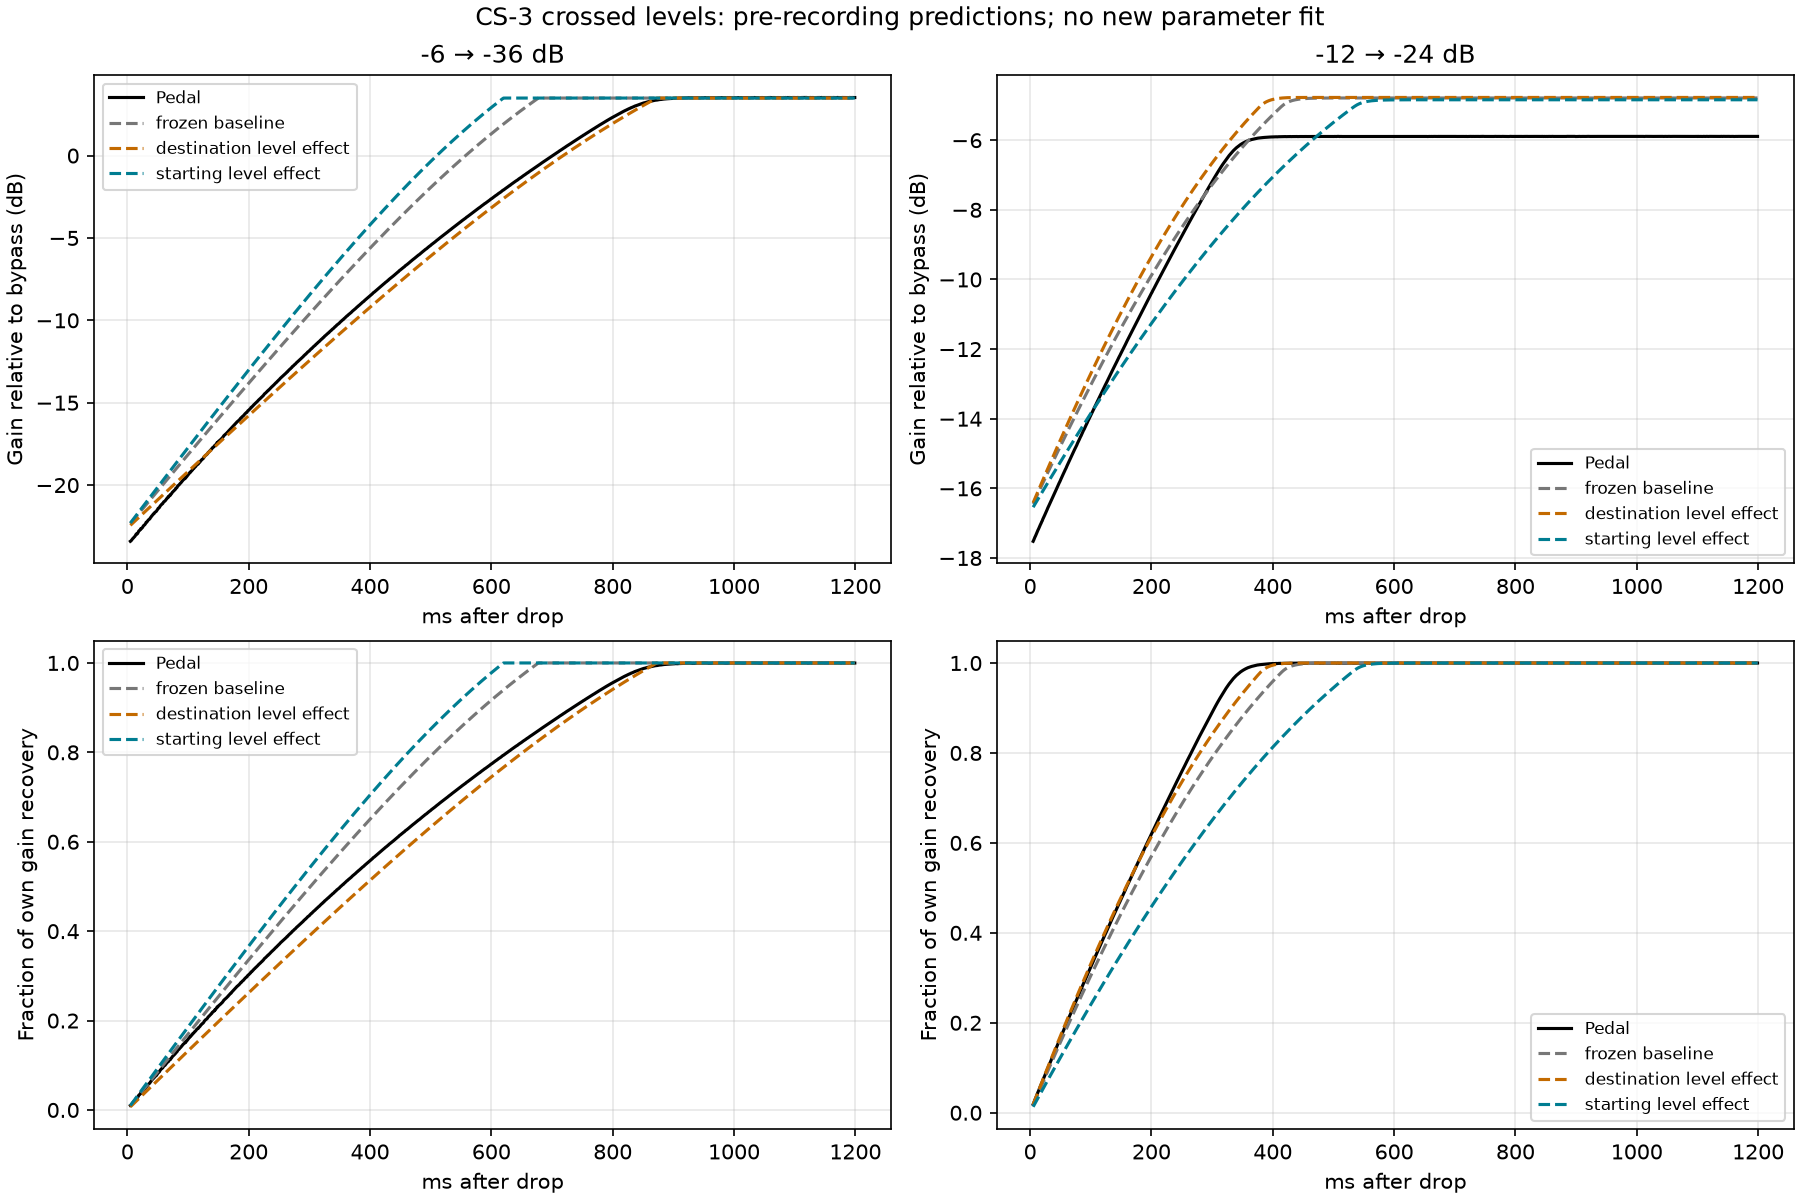 CS-3 crossed levels: pre-recording predictions; no new parameter fit
-6 → -36 dB
Gain relative to bypass (dB)
0
−5
−10
−15
−20
Pedal
frozen baseline
destination level effect
starting level effect
0 200 400 600 800 1000 1200
ms after drop
-12 → -24 dB
Gain relative to bypass (dB)
−6
−8
−10
−12
−14
−16
−18
Pedal
frozen baseline
destination level effect
starting level effect
0 200 400 600 800 1000 1200
ms after drop
Fraction of own gain recovery
1.0
0.8
0.6
0.4
0.2
0.0
Pedal
frozen baseline
destination level effect
starting level effect
0 200 400 600 800 1000 1200
ms after drop
Fraction of own gain recovery
1.0
0.8
0.6
0.4
0.2
0.0
Pedal
frozen baseline
destination level effect
starting level effect
0 200 400 600 800 1000 1200
ms after drop